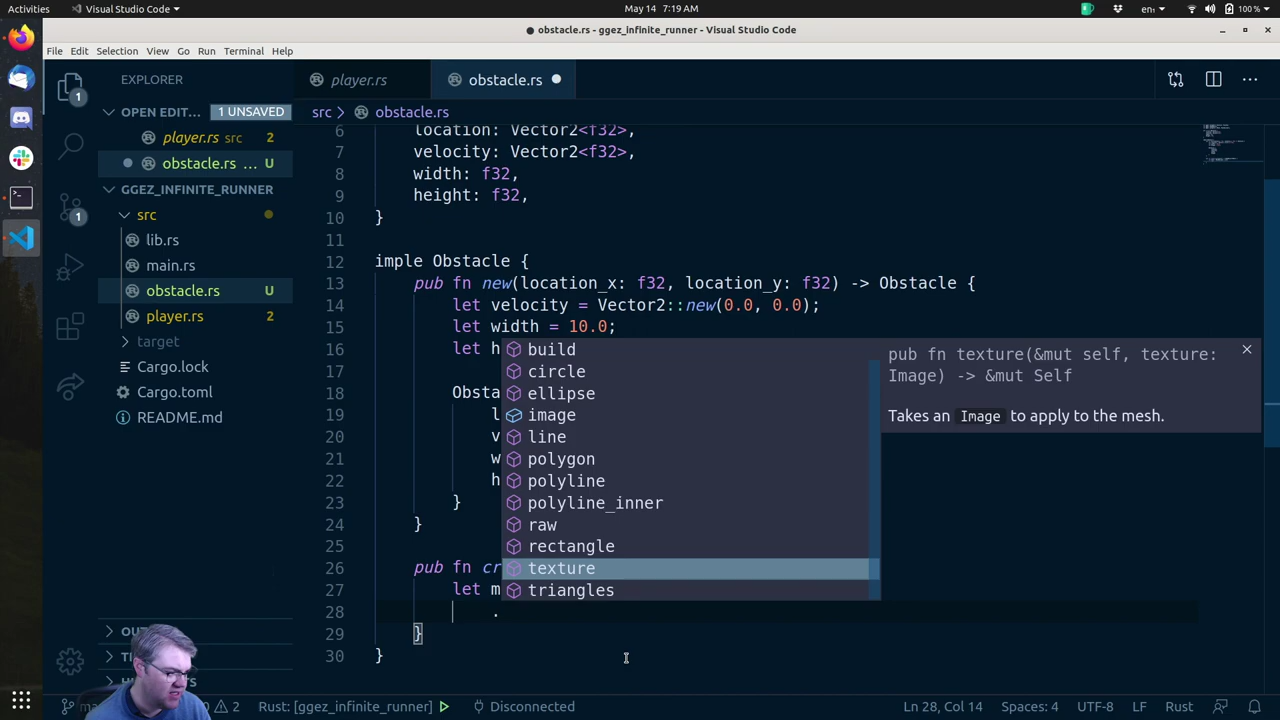 Activities
Visual Studio Code
May 14 7:19 AM
en
100 %
● obstacle.rs - ggez_infinite_runner - Visual Studio Code
File Edit Selection View Go Run Terminal Help
EXPLORER
player.rs
obstacle.rs
OPEN EDIT… 1 UNSAVED
src > obstacle.rs
player.rs src 2
obstacle.rs … U
GGEZ_INFINITE_RUNNER
src
lib.rs
main.rs
obstacle.rs U
player.rs 2
target
Cargo.lock
Cargo.toml
README.md
1
1
6 location: Vector2<f32>,
7 velocity: Vector2<f32>,
8 width: f32,
9 height: f32,
10 }
11
12 imple Obstacle {
13 pub fn new(location_x: f32, location_y: f32) -> Obstacle {
14 let velocity = Vector2::new(0.0, 0.0);
15 let width = 10.0;
16 let h
17
18 Obsta
19 l
20 v
21 w
22 h
23 }
24 }
25
26 pub fn cr
27 let m
28 .
29 }
30 }
build
circle
ellipse
image
line
polygon
polyline
polyline_inner
raw
rectangle
texture
triangles
pub fn texture(&mut self, texture:
Image) -> &mut Self
Takes an Image to apply to the mesh.
OU
T
2
Rust: [ggez_infinite_runner]
Disconnected
Ln 28, Col 14
Spaces: 4
UTF-8
LF
Rust